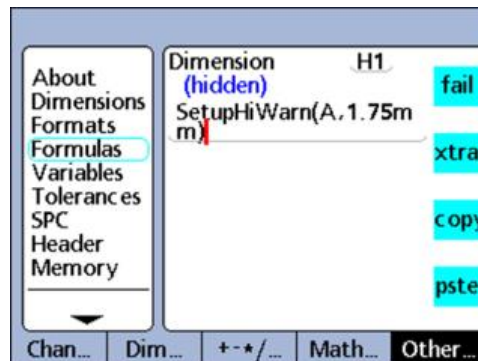 About
Dimensions
Formats
Formulas
Variables
Tolerances
SPC
Header
Memory
Dimension H1
(hidden)
SetupHiWarn(A,1.75m
m)
fail
xtra
copy
pste
Chan... Dim... +-*/... Math... Other...